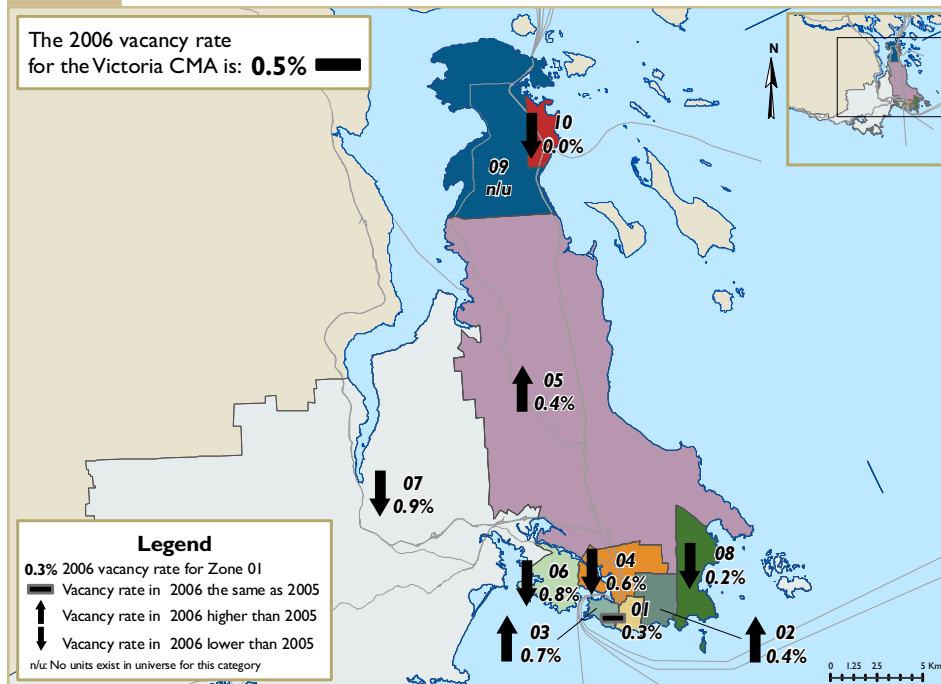 The 2006 vacancy rate
for the Victoria CMA is: 0.5%
N
10
0.0%
09
n/u
05
0.4%
07
0.9%
04
0.6%
08
0.2%
06
0.8%
01
0.3%
03
0.7%
02
0.4%
Legend
0.3% 2006 vacancy rate for Zone 01
Vacancy rate in 2006 the same as 2005
Vacancy rate in 2006 higher than 2005
Vacancy rate in 2006 lower than 2005
n/u: No units exist in universe for this category
0 1.25 2.5 5 Km